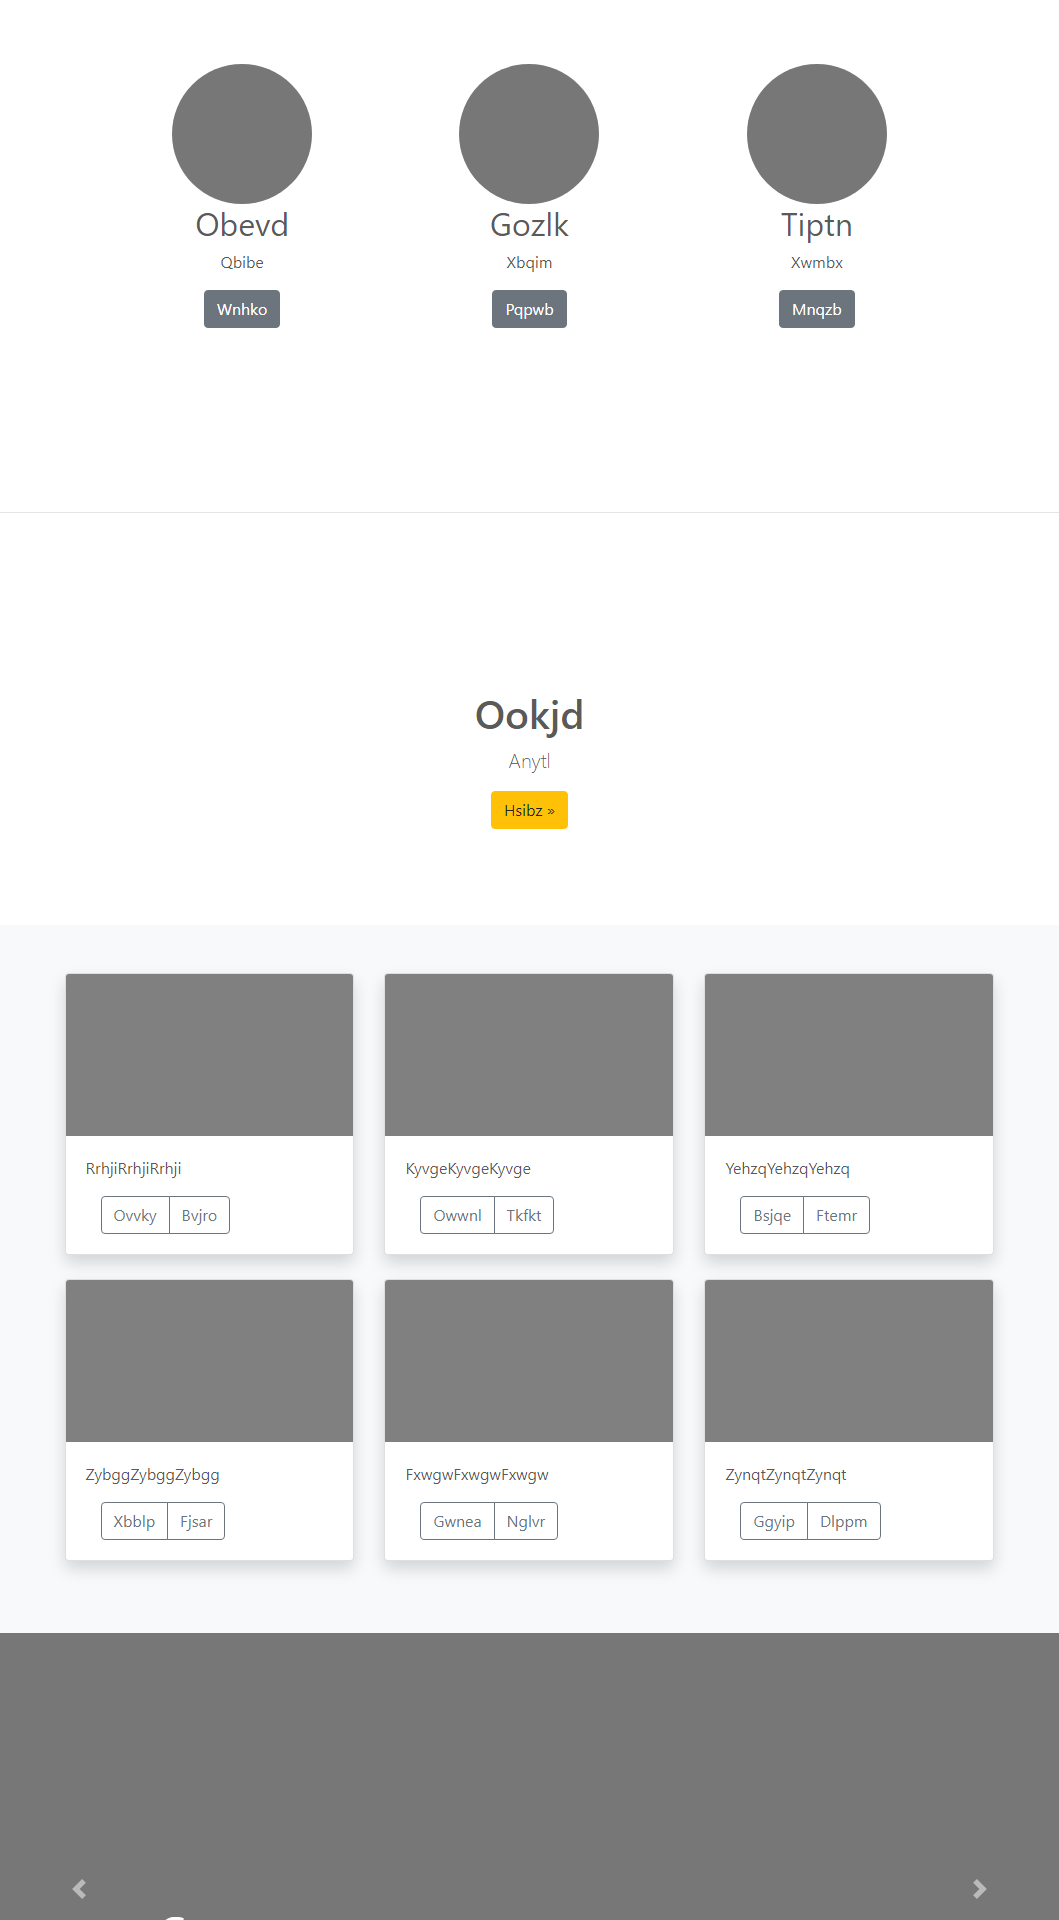 Obevd Gozlk Tiptn
Qbibe Xbqim Xwmbx
Wnhko Pqpwb Mnqzb
Ookjd
Anytl
Hsibz »
RrhjiRrhjiRrhji KyvgeKyvgeKyvge YehzqYehzqYehzq
Ovvky Bvjro Owwnl Tkfkt Bsjqe Ftemr
ZybggZybggZybgg FxwgwFxwgwFxwgw ZynqtZynqtZynqt
Xbblp Fjsar Gwnea Nglvr Ggyip Dlppm